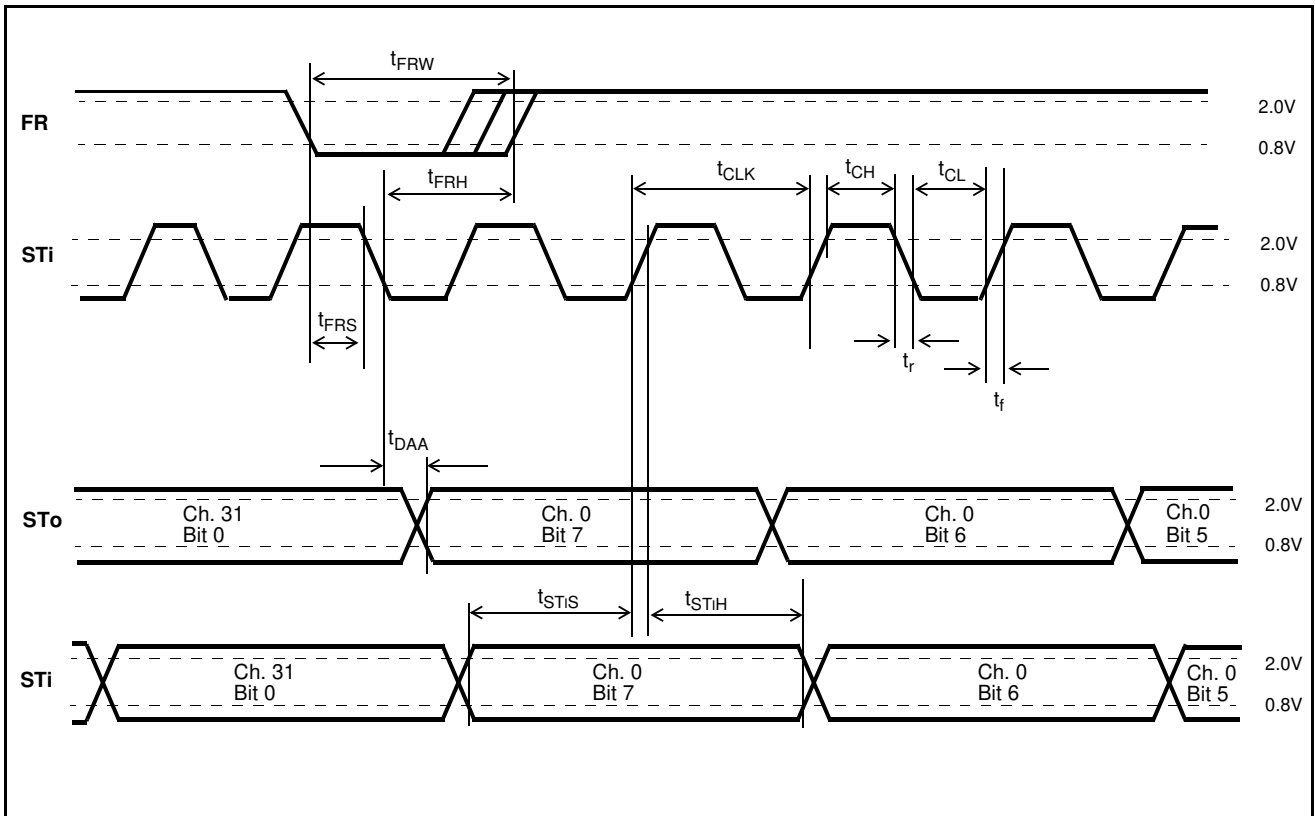 tFRW
FR
2.0V
0.8V
tFRH
tCLK
tCH
tCL
STi
2.0V
0.8V
tFRS
tr
tf
tDAA
STo
Ch. 31
Bit 0
Ch. 0
Bit 7
Ch. 0
Bit 6
Ch.0
Bit 5
2.0V
0.8V
tSTiS
tSTiH
STi
Ch. 31
Bit 0
Ch. 0
Bit 7
Ch. 0
Bit 6
Ch. 0
Bit 5
2.0V
0.8V